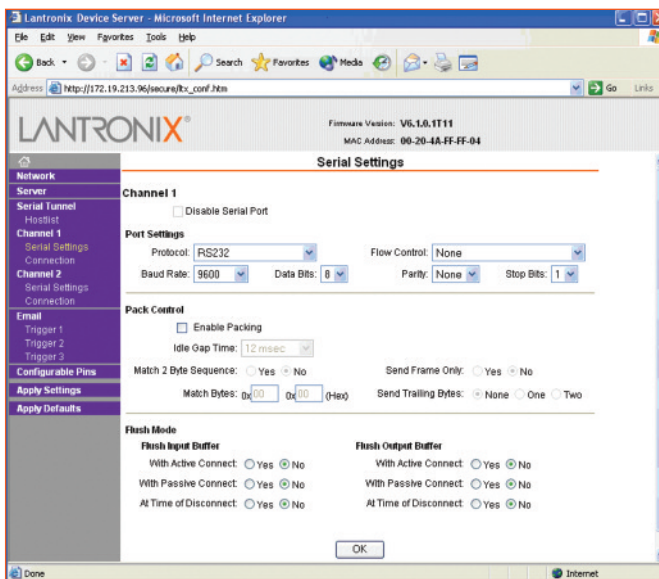 Lantronix Device Server - Microsoft Internet Explorer
File Edit View Favorites Tools Help
Back Search Favorites Media
Address http://172.19.213.96/secure/ltx_conf.htm Go Links
LANTRONIX
Firmware Version: V6.1.0.1T11
MAC Address: 00-20-4A-FF-FF-04
Network
Server
Serial Tunnel
Hostlist
Channel 1
Serial Settings
Connection
Channel 2
Serial Settings
Connection
Email
Trigger 1
Trigger 2
Trigger 3
Configurable Pins
Apply Settings
Apply Defaults
Serial Settings
Channel 1
Disable Serial Port
Port Settings
Protocol: RS232 Flow Control: None
Baud Rate: 9600 Data Bits: 8 Parity: None Stop Bits: 1
Pack Control
Enable Packing
Idle Gap Time: 12 msec
Match 2 Byte Sequence: Yes No Send Frame Only: Yes No
Match Bytes: 0x 00 0x 00 (Hex) Send Trailing Bytes: None One Two
Flush Mode
Flush Input Buffer Flush Output Buffer
With Active Connect: Yes No With Active Connect: Yes No
With Passive Connect: Yes No With Passive Connect: Yes No
At Time of Disconnect: Yes No At Time of Disconnect: Yes No
OK
Done Internet